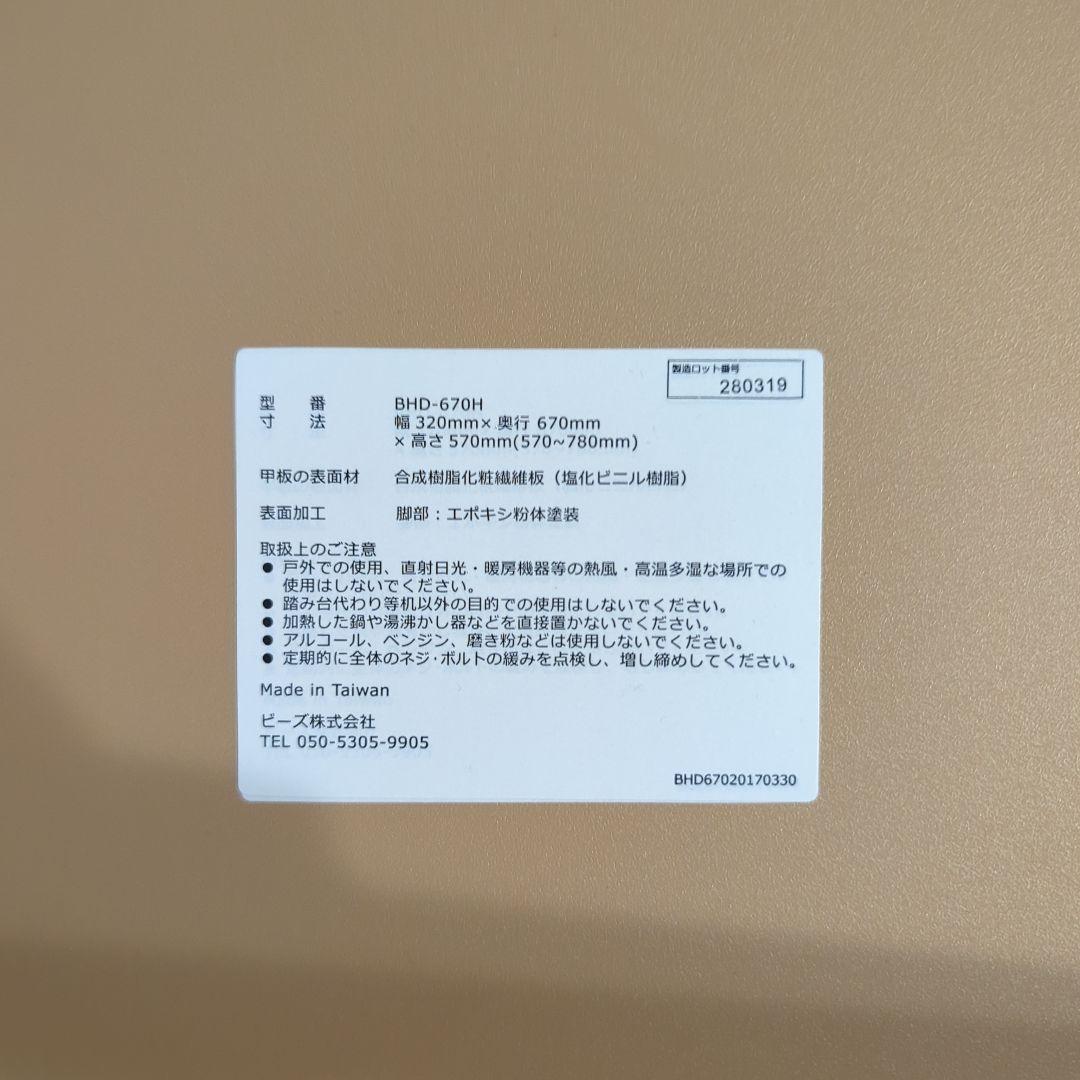 製造ロット番号
280319
型 番 BHD-670H
寸 法 幅 320mm× 奥行 670mm
× 高さ 570mm(570~780mm)
甲板の表面材 合成樹脂化粧繊維板（塩化ビニル樹脂）
表面加工 脚部：エポキシ粉体塗装
取扱上のご注意
● 戸外での使用、直射日光・暖房機器等の熱風・高温多湿な場所での
使用はしないでください。
● 踏み台代わり等机以外の目的での使用はしないでください。
● 加熱した鍋や湯沸かし器などを直接置かないでください。
● アルコール、ベンジン、磨き粉などは使用しないでください。
● 定期的に全体のネジ・ボルトの緩みを点検し、増し締めしてください。
Made in Taiwan
ビーズ株式会社
TEL 050-5305-9905
BHD67020170330